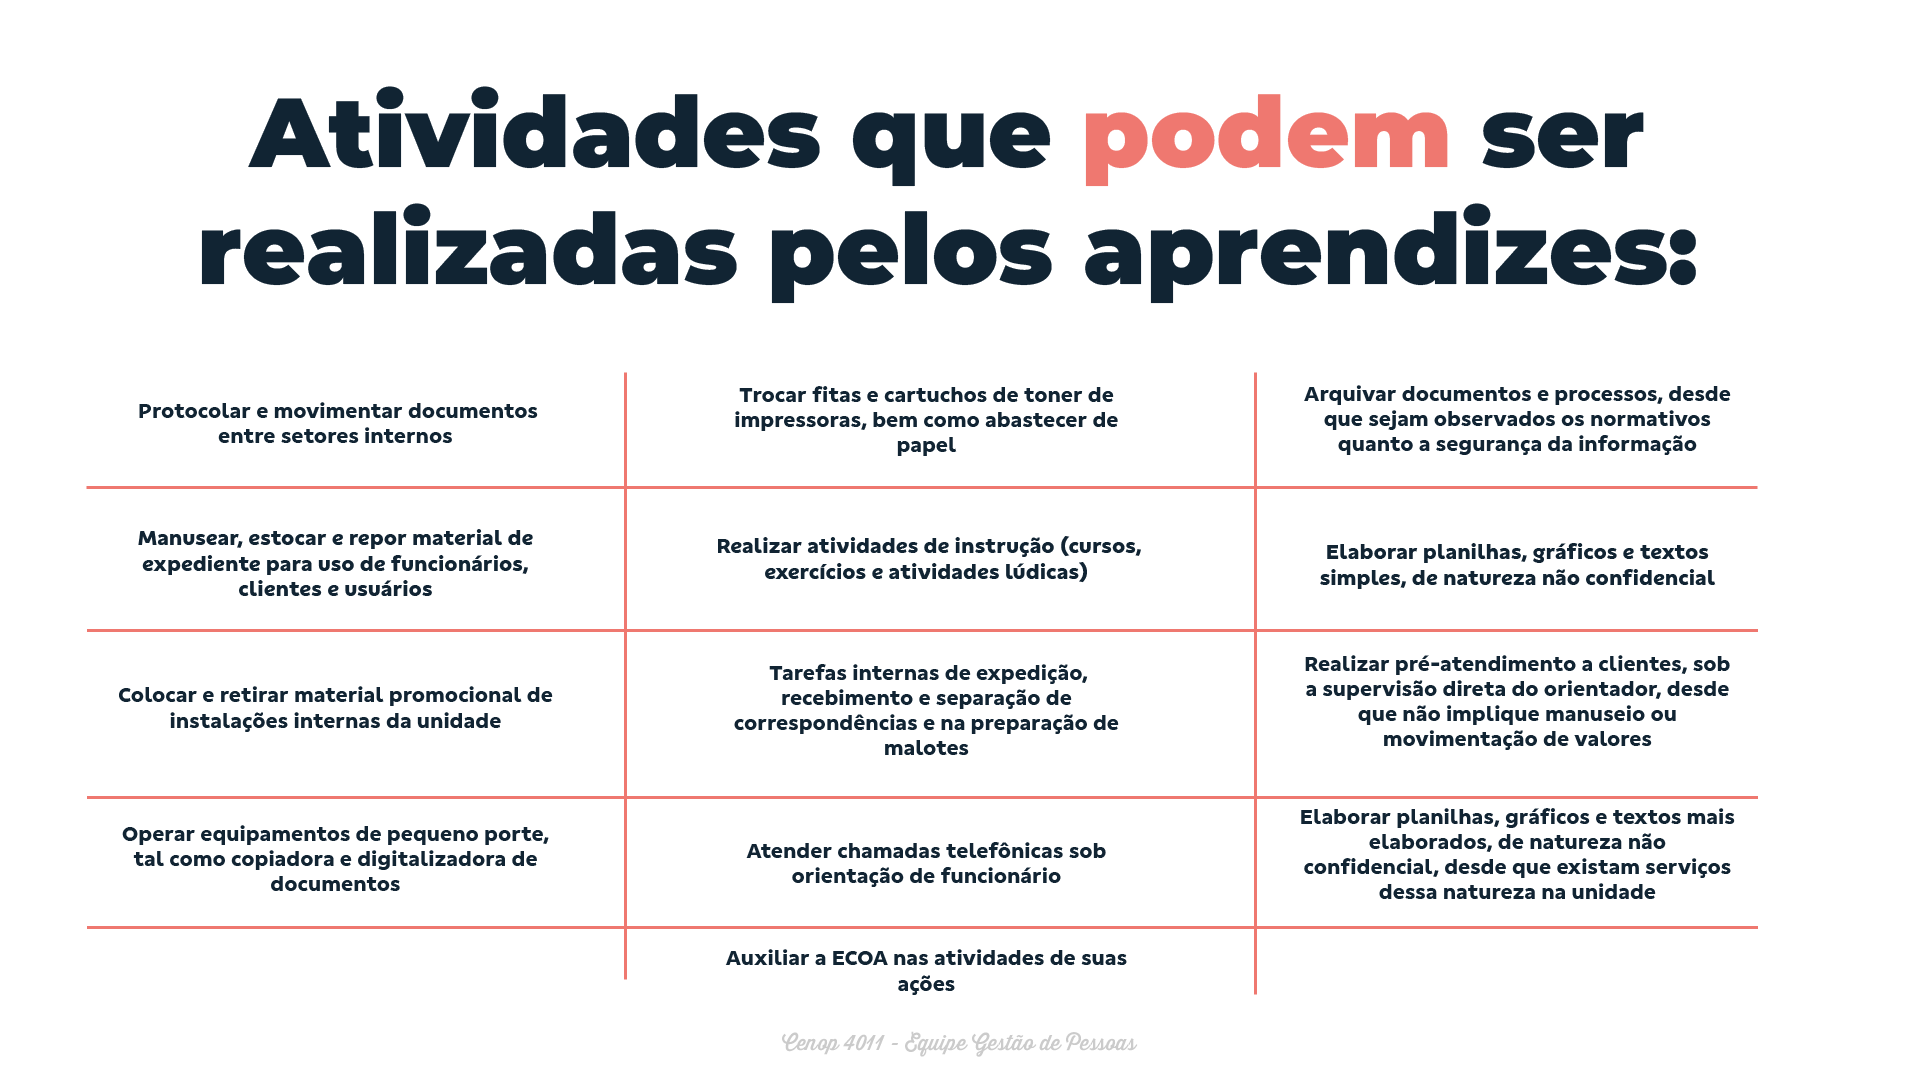 Atividades que podem ser
realizadas pelos aprendizes:
Protocolar e movimentar documentos
entre setores internos
Trocar fitas e cartuchos de toner de
impressoras, bem como abastecer de
papel
Arquivar documentos e processos, desde
que sejam observados os normativos
quanto a segurança da informação
Manusear, estocar e repor material de
expediente para uso de funcionários,
clientes e usuários
Realizar atividades de instrução (cursos,
exercícios e atividades lúdicas)
Elaborar planilhas, gráficos e textos
simples, de natureza não confidencial
Colocar e retirar material promocional de
instalações internas da unidade
Tarefas internas de expedição,
recebimento e separação de
correspondências e na preparação de
malotes
Realizar pré-atendimento a clientes, sob
a supervisão direta do orientador, desde
que não implique manuseio ou
movimentação de valores
Operar equipamentos de pequeno porte,
tal como copiadora e digitalizadora de
documentos
Atender chamadas telefônicas sob
orientação de funcionário
Elaborar planilhas, gráficos e textos mais
elaborados, de natureza não
confidencial, desde que existam serviços
dessa natureza na unidade
Auxiliar a ECOA nas atividades de suas
ações
Cenop 4011 - Equipe Gestão de Pessoas